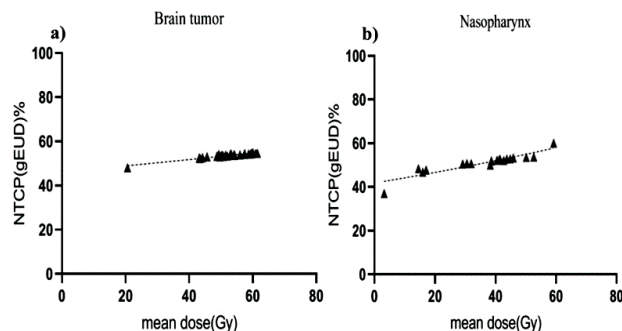 Brain tumor
a)
NTCP(gEUD)%
100
80
60
40
20
0
0 20 40 60 80
mean dose(Gy)
Nasopharynx
b)
NTCP(gEUD)%
100
80
60
40
20
0
0 20 40 60 80
mean dose(Gy)